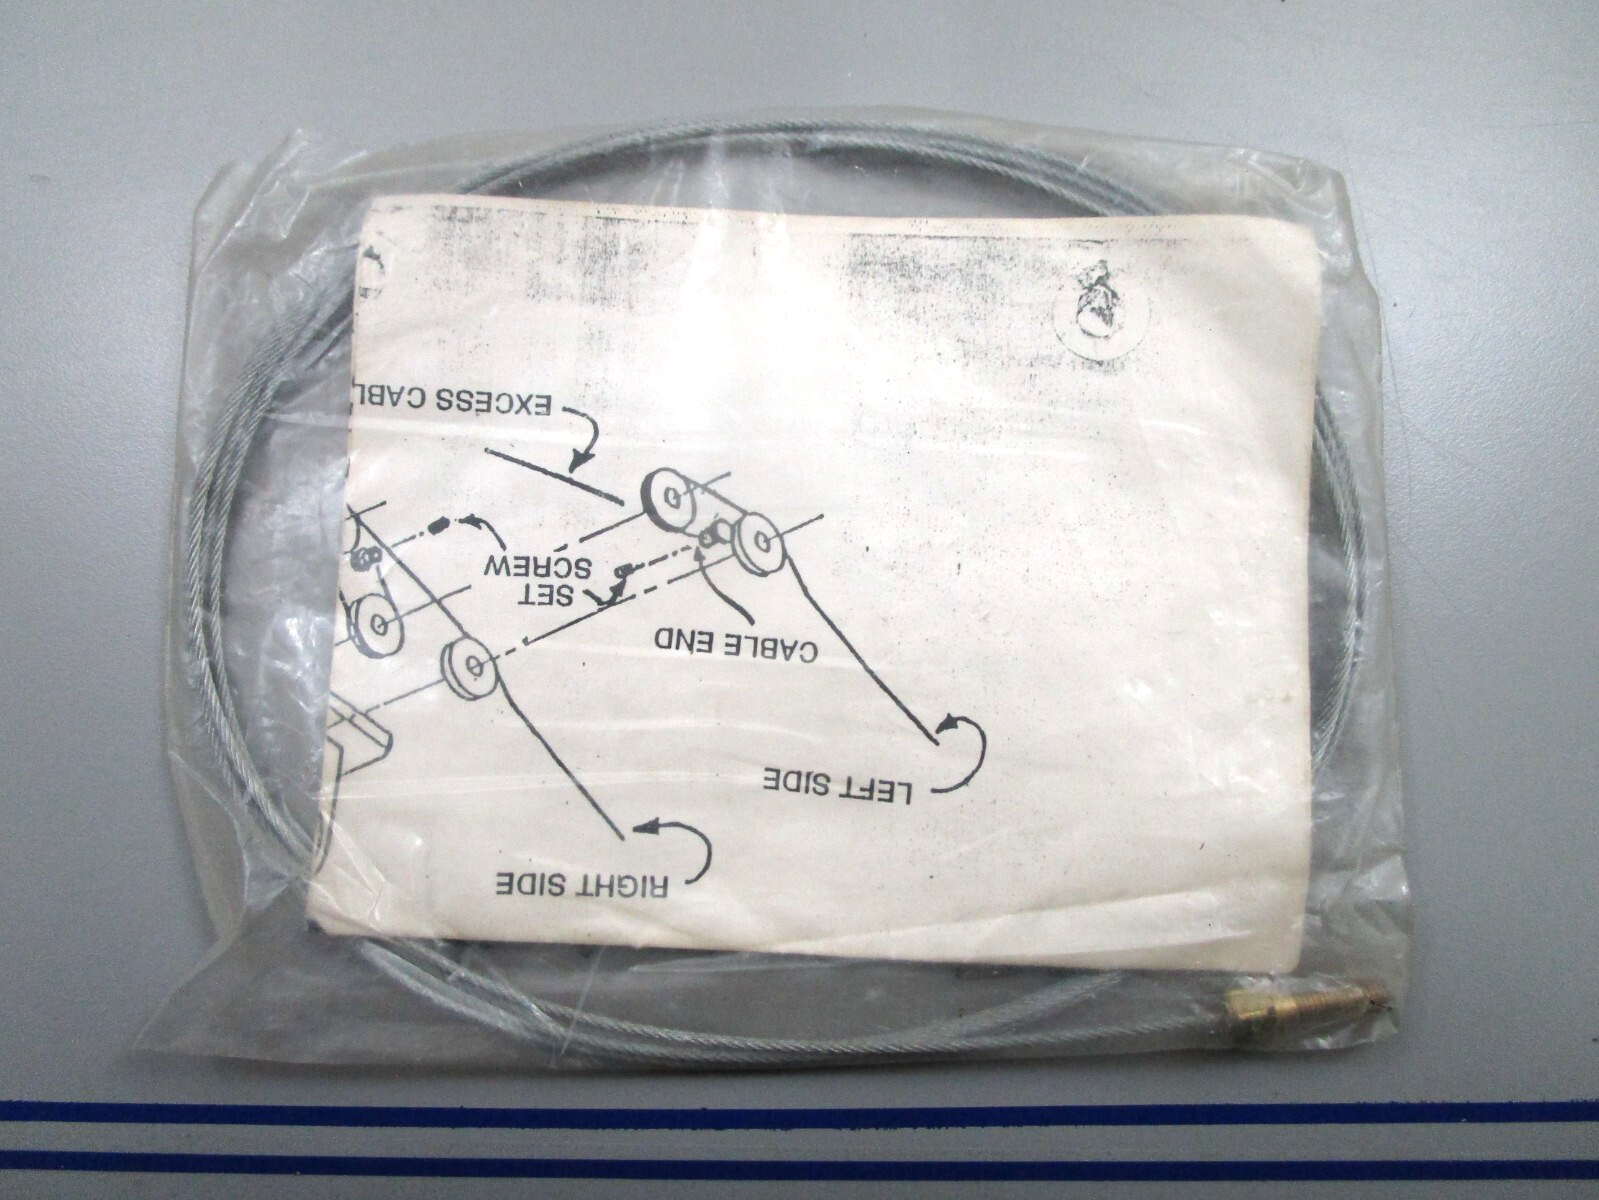 RIGHT SIDE
LEFT SIDE
CABLE END
SET
SCREW
EXCESS CABL